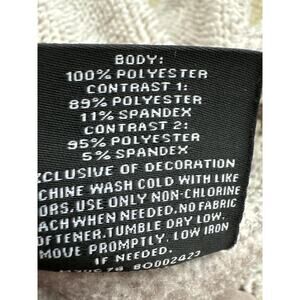 BODY:
100% POLYESTER
CONTRAST 1:
89% POLYESTER
11% SPANDEX
CONTRAST 2:
95% POLYESTER
5% SPANDEX
CLUSIVE OF DECORATION
CHINE WASH COLD WITH LIKE
ORS, USE ONLY NON-CHLORINE
EACH WHEN NEEDED. NO FABRIC
OFTENER. TUMBLE DRY LOW.
MOVE PROMPTLY. LOW IRON
IF NEEDED.